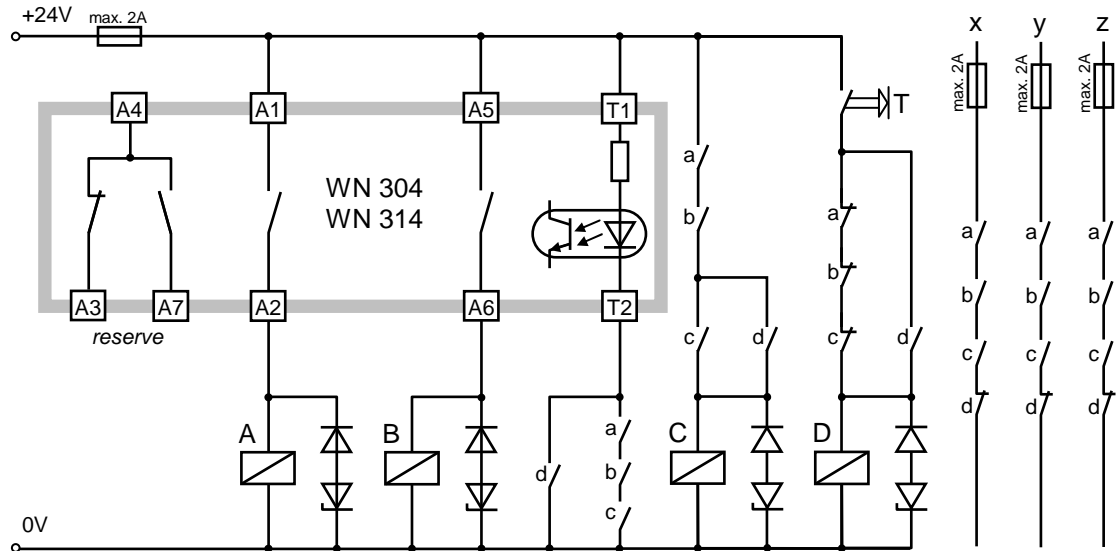 +24V
max. 2A
x y z
max. 2A max. 2A max. 2A
T
A4 A1 A5 T1
WN 304
WN 314
a
b
a
b
a a a
b b b
A3 A7 A2 A6 T2
reserve
c d c d
c c c
d d d
A B C D
a
d b
c
0V